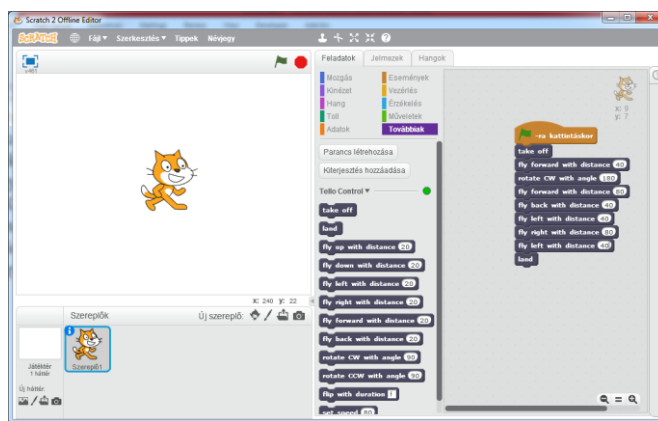 Scratch 2 Offline Editor
SCRATCH Fájl Szerkesztés Tippek Névjegy
v461
Feladatok Jelmezek Hangok
Mozgás Események
Kinézet Vezérlés
Hang Érzékelés
Toll Műveletek
Adatok Továbbiak
Parancs létrehozása
Kiterjesztés hozzáadása
Tello Control
take off
land
fly up with distance 20
fly down with distance 20
fly left with distance 20
fly right with distance 20
fly forward with distance 20
fly back with distance 20
rotate CW with angle 90
rotate CCW with angle 90
flip with duration
set speed 80
x: 9
y: 7
-ra kattintáskor
take off
fly forward with distance 40
rotate CW with angle 180
fly forward with distance 80
fly back with distance 40
fly left with distance 40
fly right with distance 80
fly left with distance 40
land
x: 240 y: 22
Szereplők Új szereplő:
Játéktér
1 háttér
Új háttér:
Szereplő1